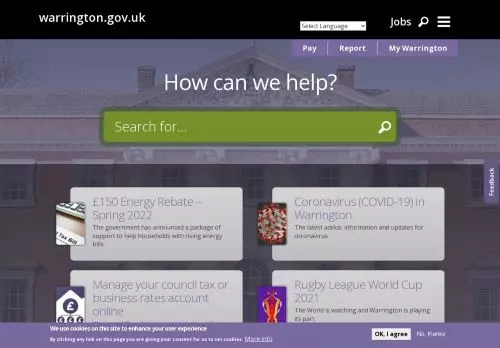 warrington.gov.uk
Select Language
Jobs
Pay
Report
My Warrington
How can we help?
Search for...
Feedback
£150 Energy Rebate –
Spring 2022
The government has announced a package of
support to help households with rising energy
bills
Tax Bill
Coronavirus (COVID-19) in
Warrington
The latest advice, information and updates for
coronavirus
Manage your council tax or
business rates account
online
£
Rugby League World Cup
2021
The World is watching and Warrington is playing
its part
We use cookies on this site to enhance your user experience
By clicking any link on this page you are giving your consent for us to set cookies. More info
OK, I agree
No, thanks